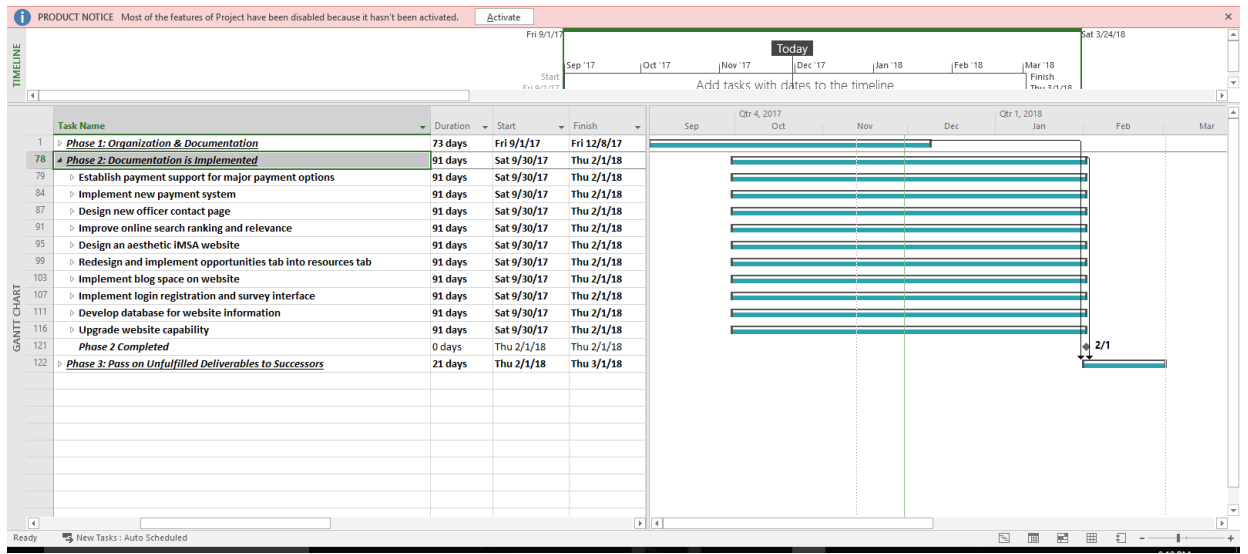 PRODUCT NOTICE Most of the features of Project have been disabled because it hasn't been activated. Activate
TIMELINE
Fri 9/1/17 Sat 3/24/18
Today
Sep '17 Oct '17 Nov '17 Dec '17 Jan '18 Feb '18 Mar '18
Start Add tasks with dates to the timeline Finish
Fri 9/1/17 Thu 3/1/18
GANTT CHART
Qtr 4, 2017 Qtr 1, 2018
Task Name Duration Start Finish Sep Oct Nov Dec Jan Feb Mar
1 Phase 1: Organization & Documentation 73 days Fri 9/1/17 Fri 12/8/17
78 Phase 2: Documentation is Implemented 91 days Sat 9/30/17 Thu 2/1/18
79 Establish payment support for major payment options 91 days Sat 9/30/17 Thu 2/1/18
84 Implement new payment system 91 days Sat 9/30/17 Thu 2/1/18
87 Design new officer contact page 91 days Sat 9/30/17 Thu 2/1/18
91 Improve online search ranking and relevance 91 days Sat 9/30/17 Thu 2/1/18
95 Design an aesthetic iMSA website 91 days Sat 9/30/17 Thu 2/1/18
99 Redesign and implement opportunities tab into resources tab 91 days Sat 9/30/17 Thu 2/1/18
103 Implement blog space on website 91 days Sat 9/30/17 Thu 2/1/18
107 Implement login registration and survey interface 91 days Sat 9/30/17 Thu 2/1/18
111 Develop database for website information 91 days Sat 9/30/17 Thu 2/1/18
116 Upgrade website capability 91 days Sat 9/30/17 Thu 2/1/18
121 Phase 2 Completed 0 days Thu 2/1/18 Thu 2/1/18 2/1
122 Phase 3: Pass on Unfulfilled Deliverables to Successors 21 days Thu 2/1/18 Thu 3/1/18
Ready New Tasks : Auto Scheduled